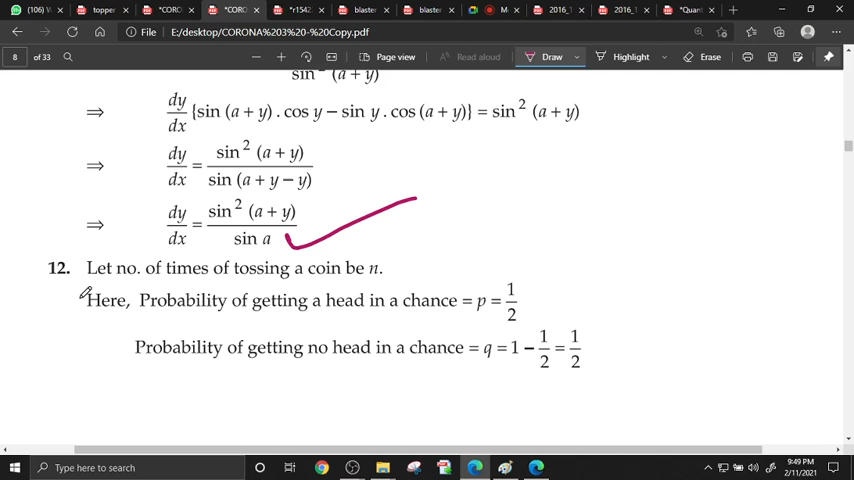 (106) W
topper
*CORO
*CORO
*r1542
blaster
blaster
M
2016_
2016_
*Quant
File E:/desktop/CORONA%203%20-%20Copy.pdf
8 of 33
Page view
Read aloud
Draw
Highlight
Erase
sin² (a + y)
⇒ dy/dx {sin (a + y) . cos y – sin y . cos (a + y)} = sin² (a + y)
⇒ dy/dx = sin² (a + y) / sin (a + y – y)
⇒ dy/dx = sin² (a + y) / sin a
12. Let no. of times of tossing a coin be n.
Here, Probability of getting a head in a chance = p = 1/2
Probability of getting no head in a chance = q = 1 – 1/2 = 1/2
Type here to search
9:49 PM
2/11/2021